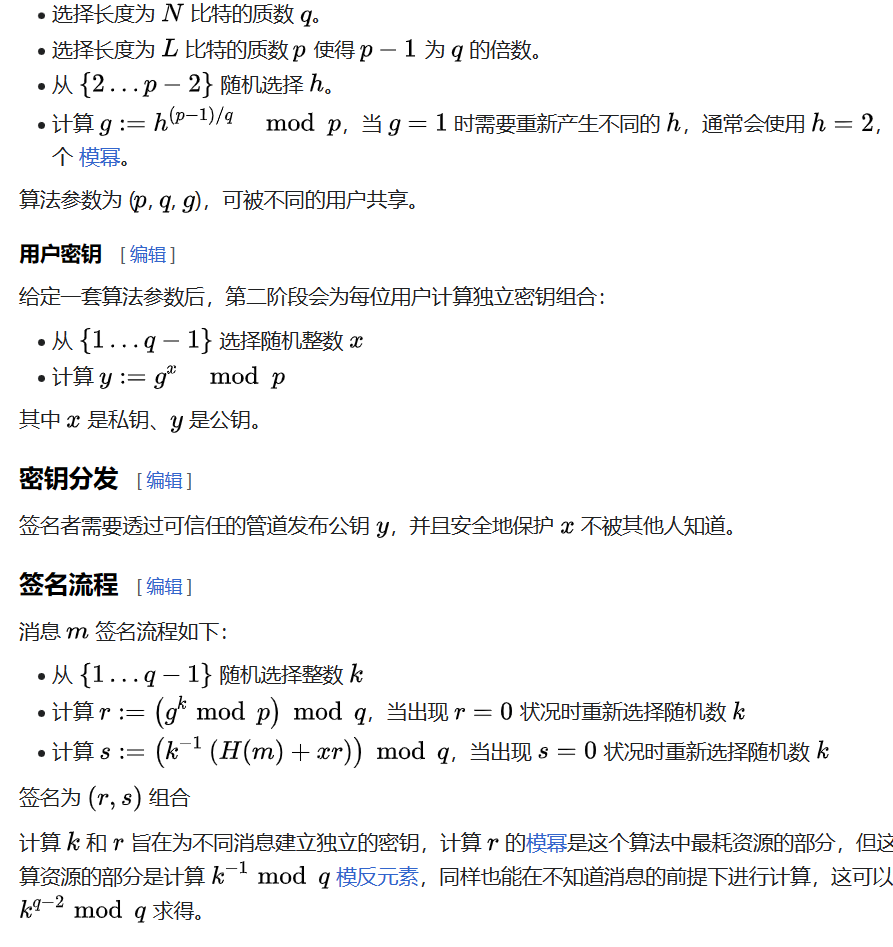 • 选择长度为 N 比特的质数 q。
• 选择长度为 L 比特的质数 p 使得 p − 1 为 q 的倍数。
• 从 {2 … p − 2} 随机选择 h。
• 计算 g := h^{(p−1)/q} mod p，当 g = 1 时需要重新产生不同的 h，通常会使用 h = 2，
个 模幂。
算法参数为 (p, q, g)，可被不同的用户共享。
用户密钥 [编辑]
给定一套算法参数后，第二阶段会为每位用户计算独立密钥组合：
• 从 {1 … q − 1} 选择随机整数 x
• 计算 y := g^x mod p
其中 x 是私钥、y 是公钥。
密钥分发 [编辑]
签名者需要透过可信任的管道发布公钥 y，并且安全地保护 x 不被其他人知道。
签名流程 [编辑]
消息 m 签名流程如下：
• 从 {1 … q − 1} 随机选择整数 k
• 计算 r := (g^k mod p) mod q，当出现 r = 0 状况时重新选择随机数 k
• 计算 s := (k^{−1} (H(m) + xr)) mod q，当出现 s = 0 状况时重新选择随机数 k
签名为 (r, s) 组合
计算 k 和 r 旨在为不同消息建立独立的密钥，计算 r 的模幂是这个算法中最耗资源的部分，但这
算资源的部分是计算 k^{−1} mod q 模反元素，同样也能在不知道消息的前提下进行计算，这可以
k^{q−2} mod q 求得。